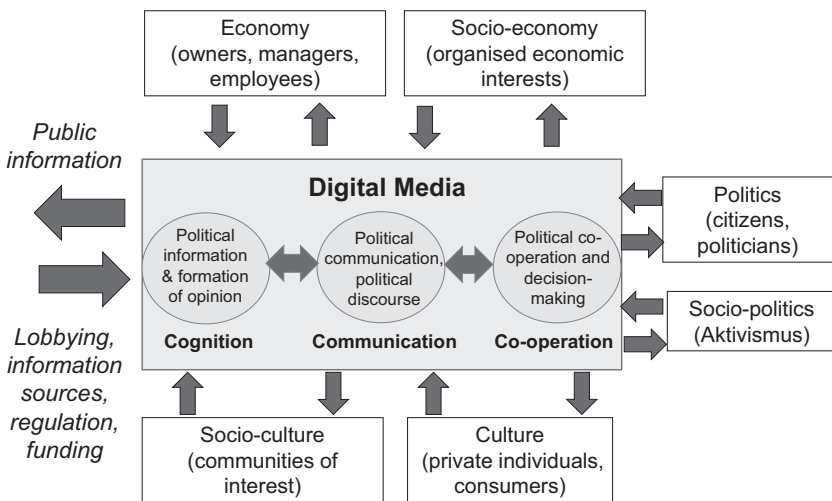 Economy
(owners, managers,
employees)
Socio-economy
(organised economic
interests)
Public
information
Digital Media
Political
information
& formation
of opinion
Political
communication,
political
discourse
Political co-
operation and
decision-
making
Cognition
Communication
Co-operation
Politics
(citizens,
politicians)
Socio-politics
(Aktivismus)
Lobbying,
information
sources,
regulation,
funding
Socio-culture
(communities of
interest)
Culture
(private individuals,
consumers)